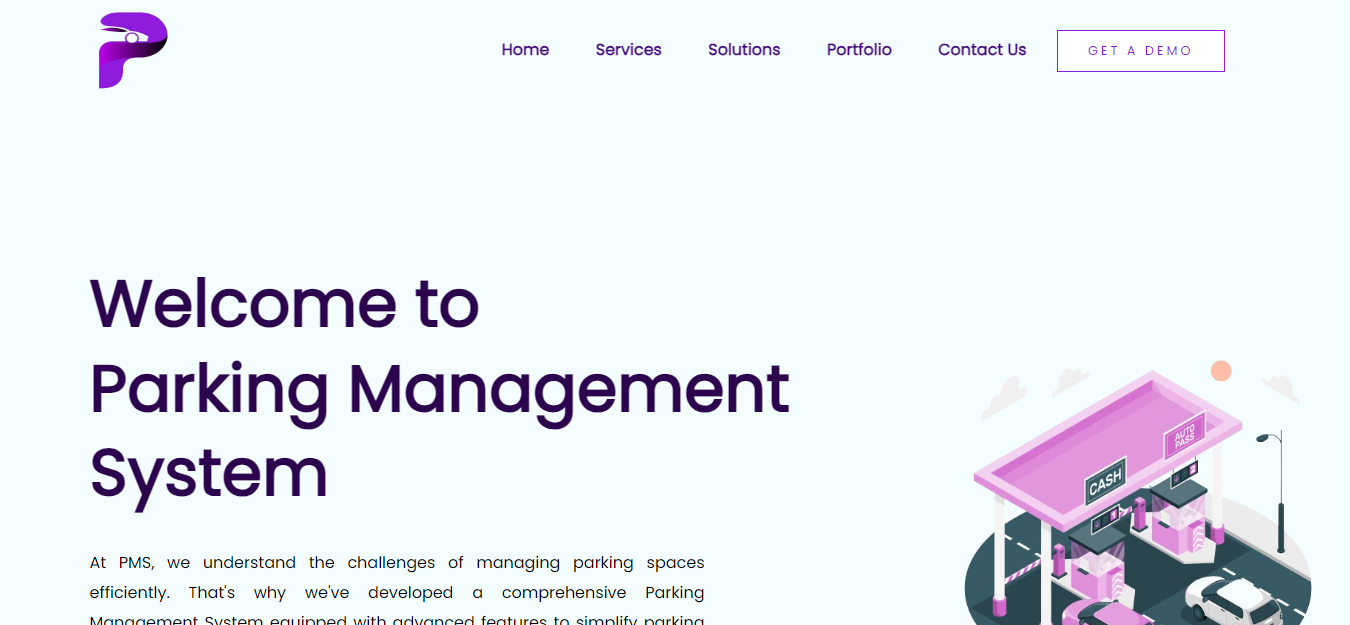 Home Services Solutions Portfolio Contact Us GET A DEMO
Welcome to
Parking Management
System
At PMS, we understand the challenges of managing parking spaces
efficiently. That's why we've developed a comprehensive Parking
Management System equipped with advanced features to simplify parking
AUTO
PASS
CASH